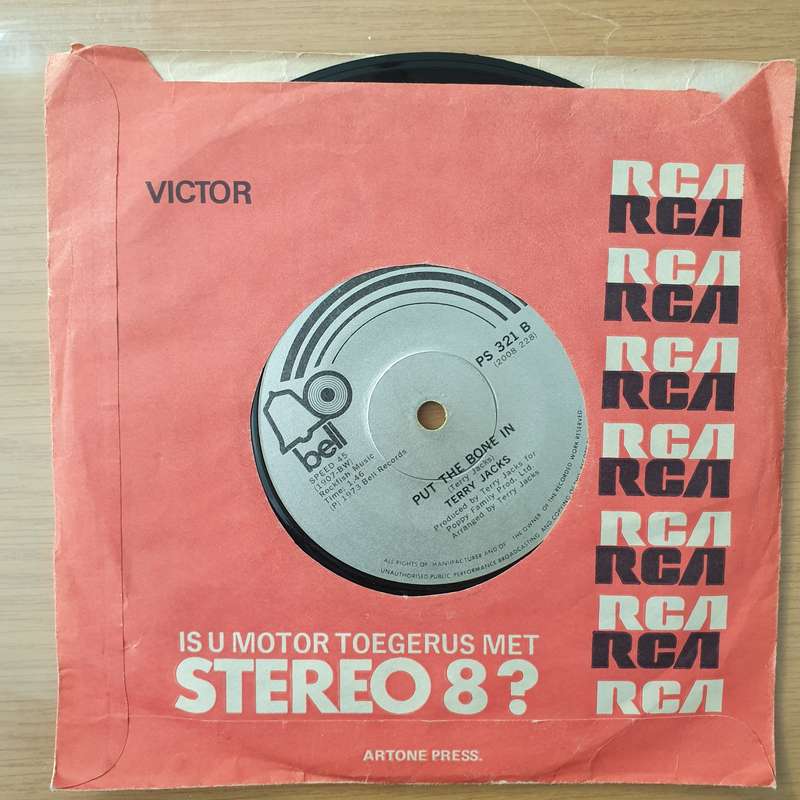 VICTOR
RCA
RCA
RCA
RCA
RCA
RCA
RCA
RCA
RCA
RCA
RCA
RCA
RCA
PS 321 B
(2008 228)
bell
SPEED 45
(1907-BW)
Rockfish Music
Time: 1.46
(P) 1973 Bell Records
PUT THE BONE IN
(Terry Jacks)
TERRY JACKS
Produced by Terry Jacks for
Poppy Family Prod. Ltd.
Arranged by Terry Jacks
ALL RIGHTS OF MANUFACTURER AND OF THE OWNER OF THE RECORDED WORK RESERVED
UNAUTHORISED PUBLIC PERFORMANCE BROADCASTING AND COPYING
IS U MOTOR TOEGERUS MET
STEREO 8?
ARTONE PRESS.